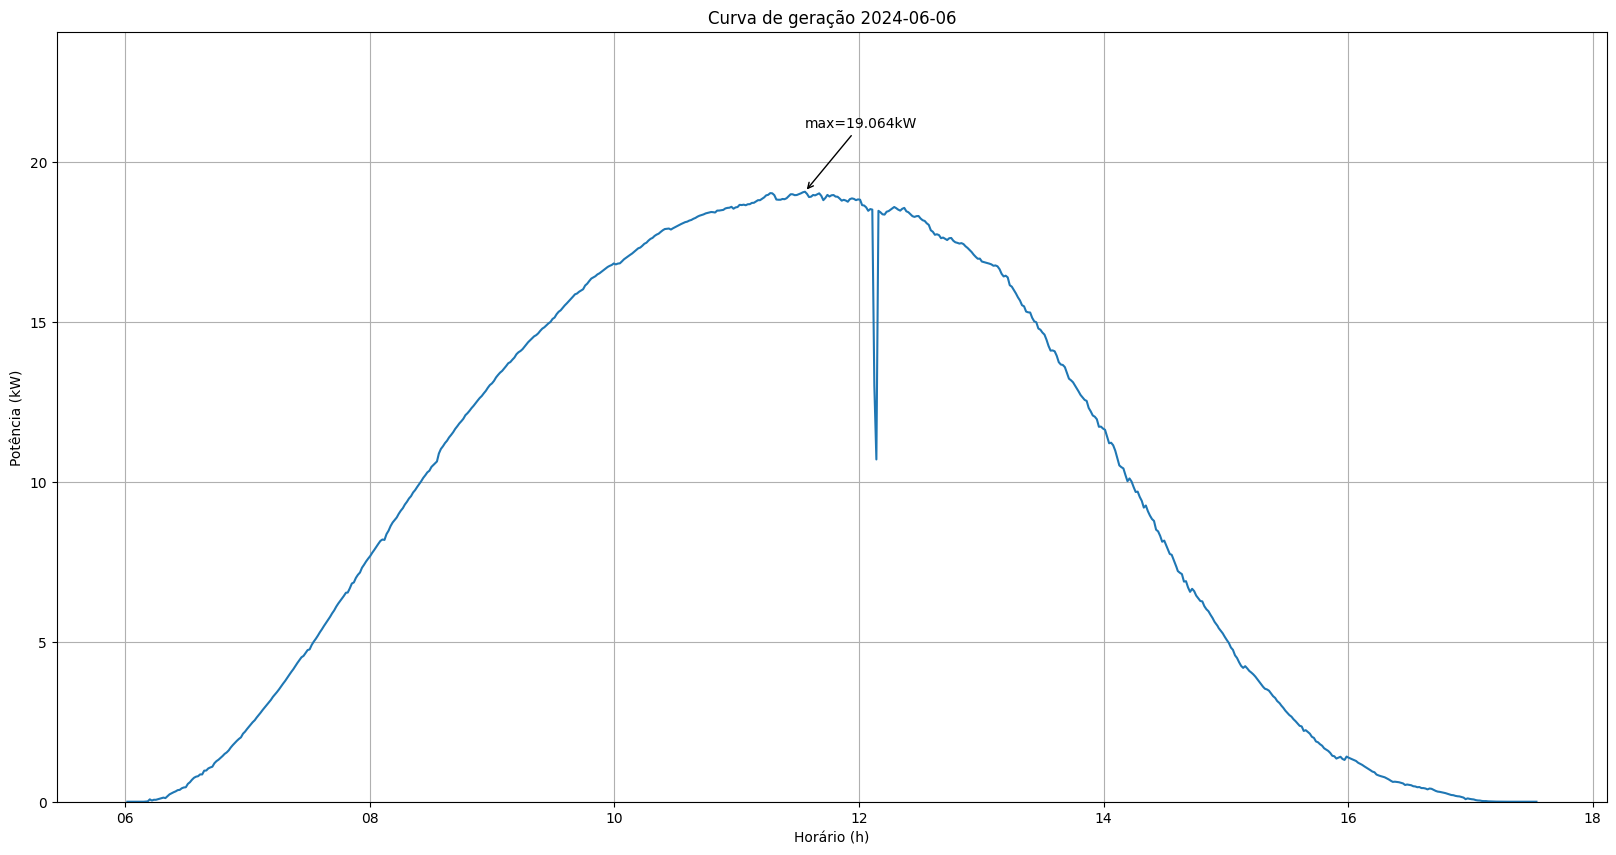 Curva de geração 2024-06-06
max=19.064kW
20
15
10
5
0
Potência (kW)
06 08 10 12 14 16 18
Horário (h)